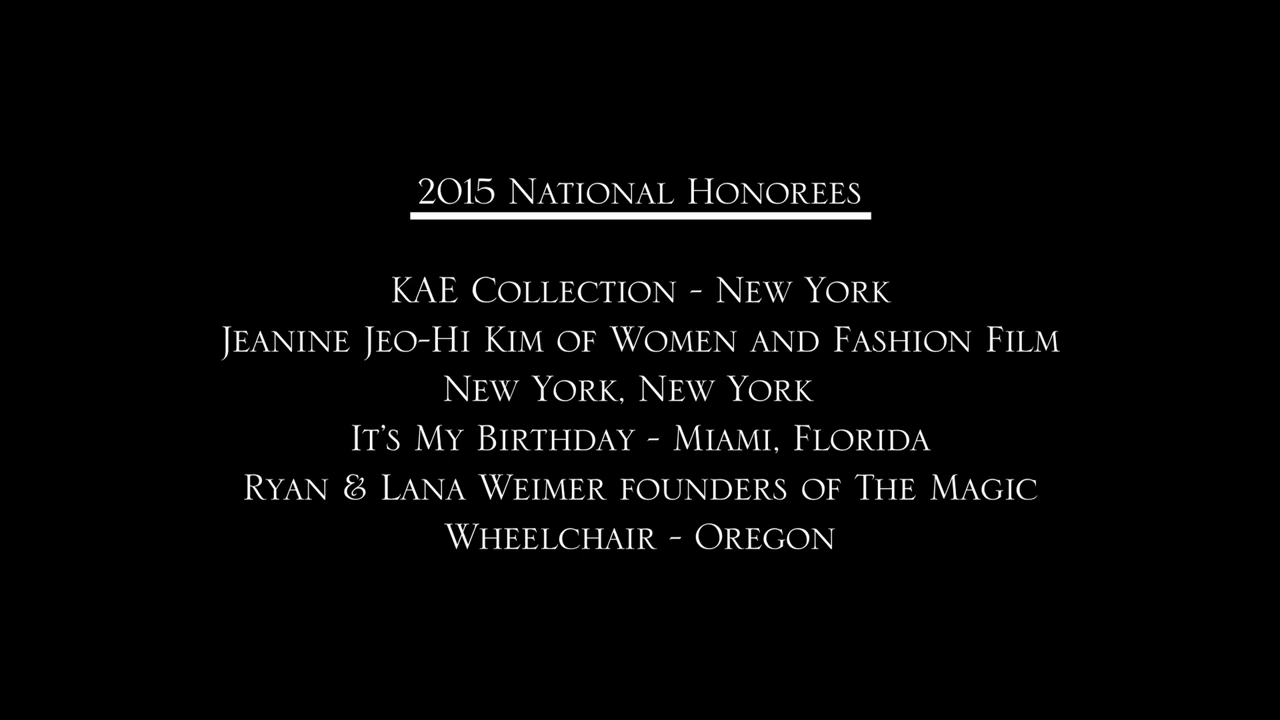 2015 National Honorees
KAE Collection - New York
Jeanine Jeo-Hi Kim of Women and Fashion Film
New York, New York
It's My Birthday - Miami, Florida
Ryan & Lana Weimer founders of The Magic
Wheelchair - Oregon